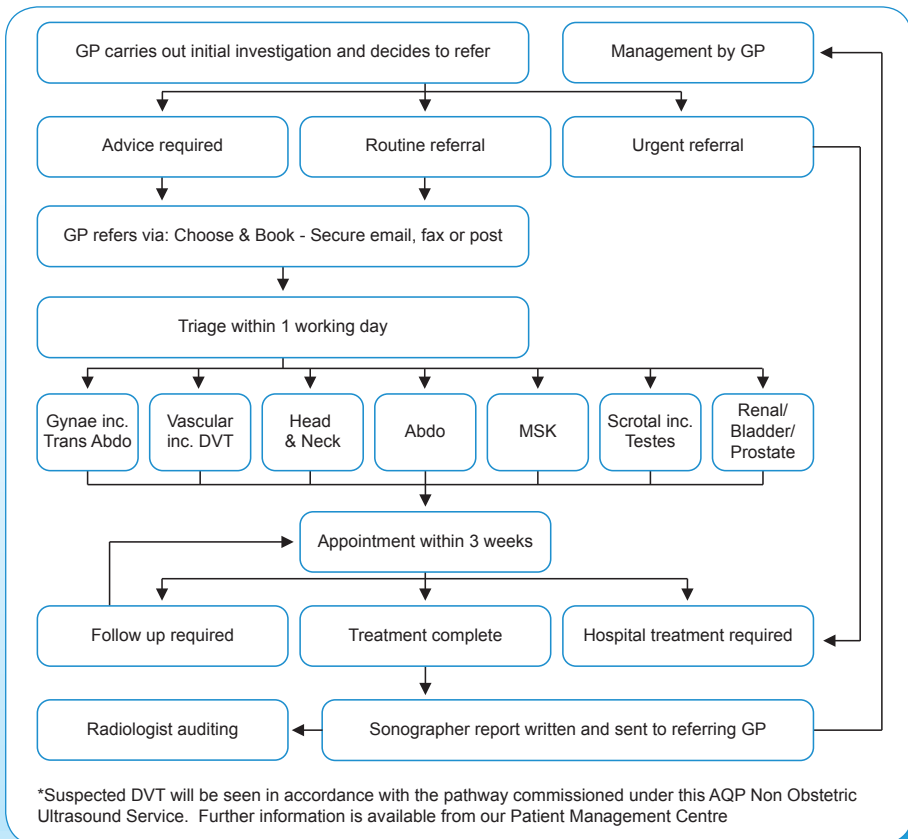 GP carries out initial investigation and decides to refer
Management by GP
Advice required
Routine referral
Urgent referral
GP refers via: Choose & Book - Secure email, fax or post
Triage within 1 working day
Gynae inc.
Trans Abdo
Vascular
inc. DVT
Head
& Neck
Abdo
MSK
Scrotal inc.
Testes
Renal/
Bladder/
Prostate
Appointment within 3 weeks
Follow up required
Treatment complete
Hospital treatment required
Radiologist auditing
Sonographer report written and sent to referring GP
*Suspected DVT will be seen in accordance with the pathway commissioned under this AQP Non Obstetric
Ultrasound Service.  Further information is available from our Patient Management Centre